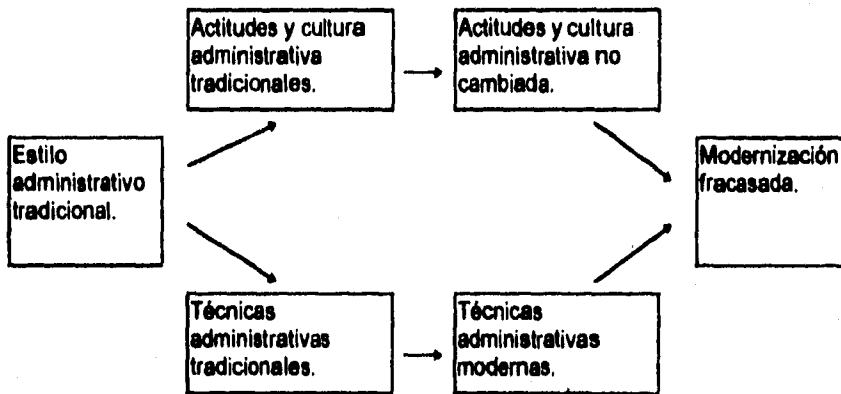 Actitudes y cultura
administrativa
tradicionales.
Actitudes y cultura
administrativa no
cambiada.
Estilo
administrativo
tradicional.
Modernización
fracasada.
Técnicas
administrativas
tradicionales.
Técnicas
administrativas
modernas.